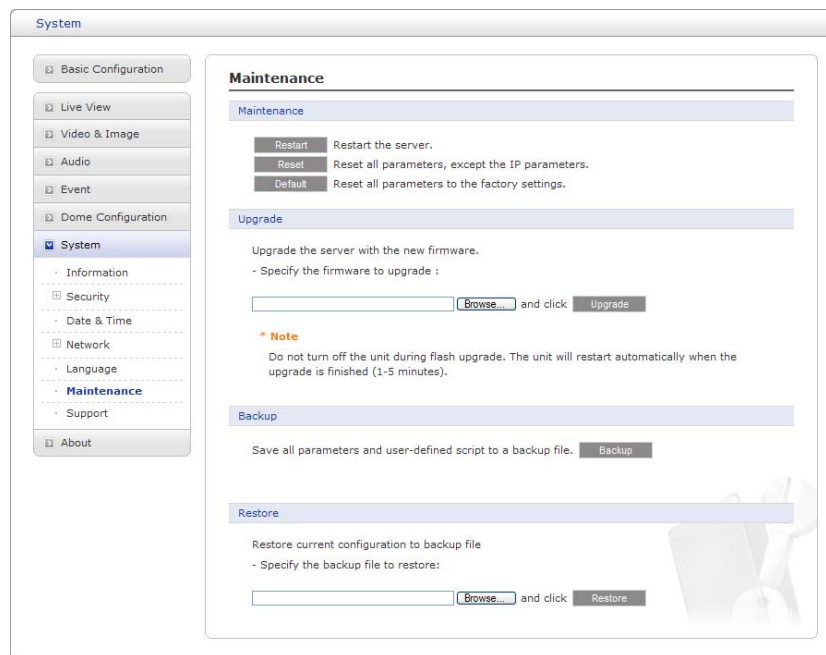 System
Basic Configuration
Live View
Video & Image
Audio
Event
Dome Configuration
System
Information
Security
Date & Time
Network
Language
Maintenance
Support
About
Maintenance
Maintenance
Restart Restart the server.
Reset Reset all parameters, except the IP parameters.
Default Reset all parameters to the factory settings.
Upgrade
Upgrade the server with the new firmware.
- Specify the firmware to upgrade :
Browse... and click Upgrade
* Note
Do not turn off the unit during flash upgrade. The unit will restart automatically when the
upgrade is finished (1-5 minutes).
Backup
Save all parameters and user-defined script to a backup file. Backup
Restore
Restore current configuration to backup file
- Specify the backup file to restore:
Browse... and click Restore